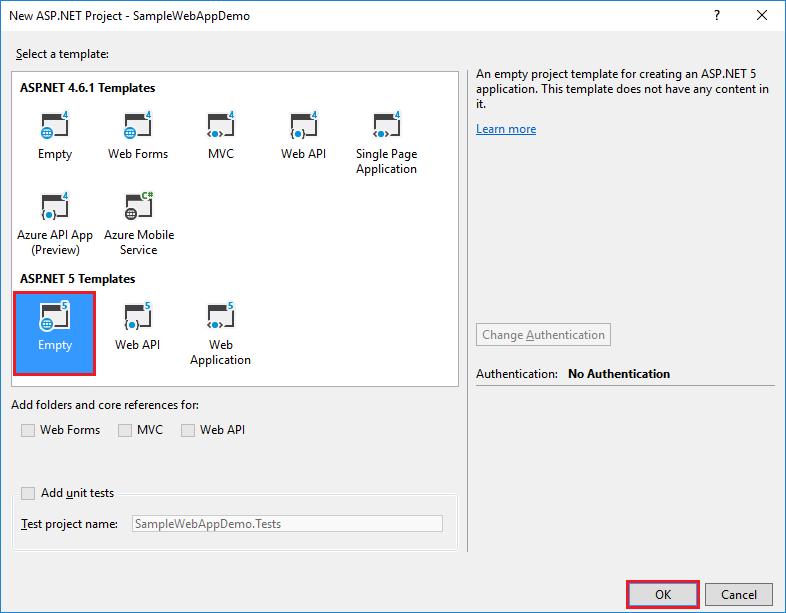 New ASP.NET Project - SampleWebAppDemo
?
Select a template:
ASP.NET 4.6.1 Templates
4 4 4 4 4
Empty Web Forms MVC Web API Single Page
Application
4 C#
Azure API App Azure Mobile
(Preview) Service
ASP.NET 5 Templates
5 5 5
Empty Web API Web
Application
An empty project template for creating an ASP.NET 5
application. This template does not have any content in
it.
Learn more
Change Authentication
Authentication: No Authentication
Add folders and core references for:
Web Forms MVC Web API
Add unit tests
Test project name: SampleWebAppDemo.Tests
OK Cancel